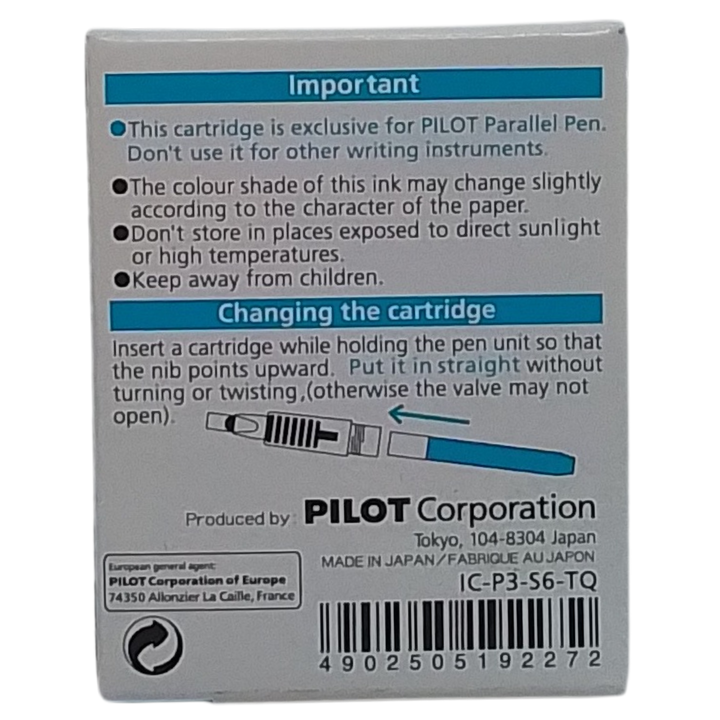 Important
●This cartridge is exclusive for PILOT Parallel Pen.
Don't use it for other writing instruments.
●The colour shade of this ink may change slightly
according to the character of the paper.
●Don't store in places exposed to direct sunlight
or high temperatures.
●Keep away from children.
Changing the cartridge
Insert a cartridge while holding the pen unit so that
the nib points upward. Put it in straight without
turning or twisting,(otherwise the valve may not
open).
Produced by: PILOT Corporation
Tokyo, 104-8304 Japan
MADE IN JAPAN/FABRIQUE AU JAPON
IC-P3-S6-TQ
European general agent:
PILOT Corporation of Europe
74350 Allonzier La Caille, France
4902505192272